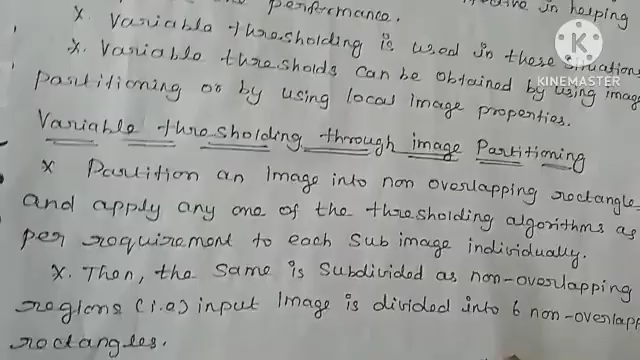 performance.
in helping
x. Variable thresholding is used in these situations
x. Variable thresholds can be obtained by using image
partitioning or by using local image properties.
Variable thresholding through image Partitioning
x Partition an Image into non overlapping rectangle
and apply any one of the thresholding algorithms as
per requirement to each sub image individually.
x. Then, the same is subdivided as non-overlapping
regions (i.e) input Image is divided into 6 non-overlapp
rectangles.
KINEMASTER